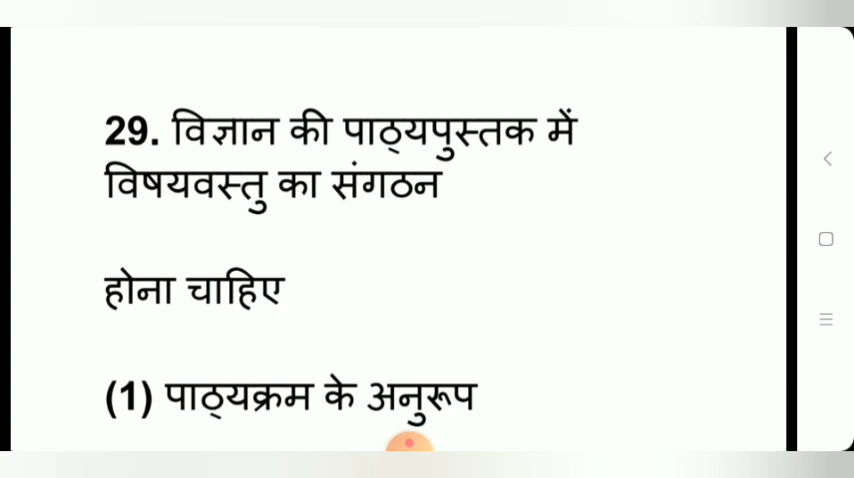 29. विज्ञान की पाठ्यपुस्तक में
विषयवस्तु का संगठन
होना चाहिए
(1) पाठ्यक्रम के अनुरूप